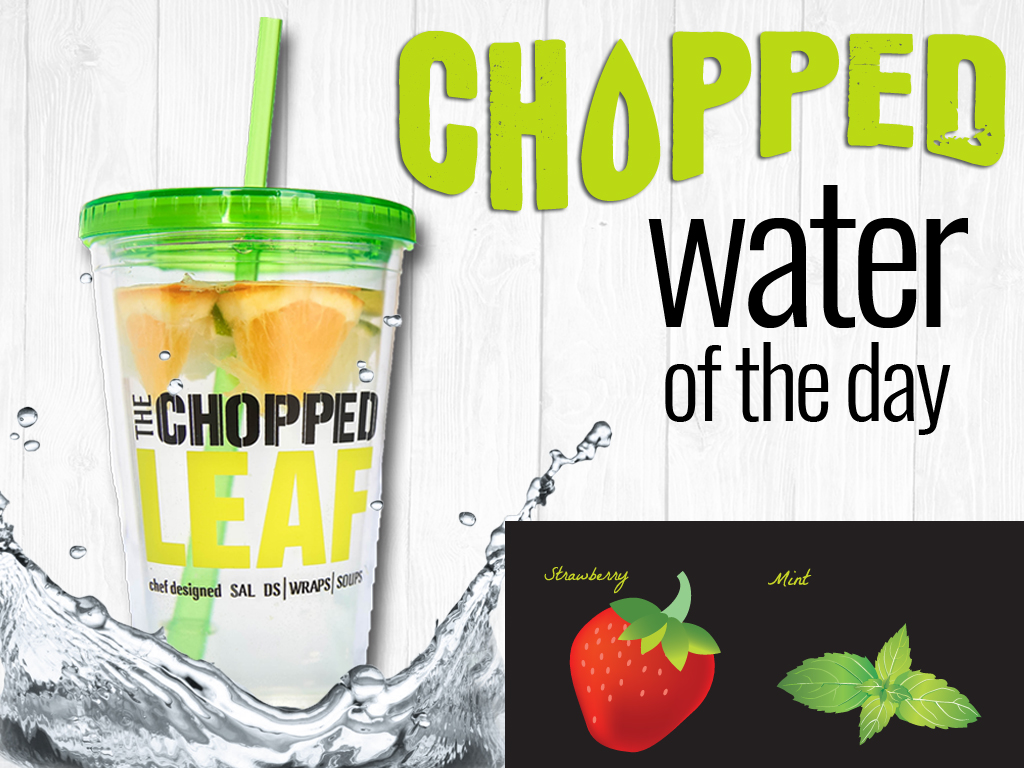 CHOPPED
water
of the day
THE CHOPPED
LEAF
chef designed SAL DS|WRAPS|SOUPS
Strawberry
Mint